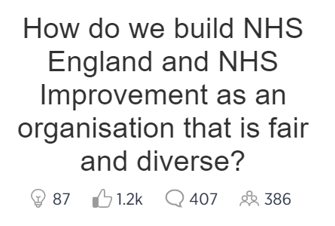 How do we build NHS
England and NHS
Improvement as an
organisation that is fair
and diverse?
87 1.2k 407 386